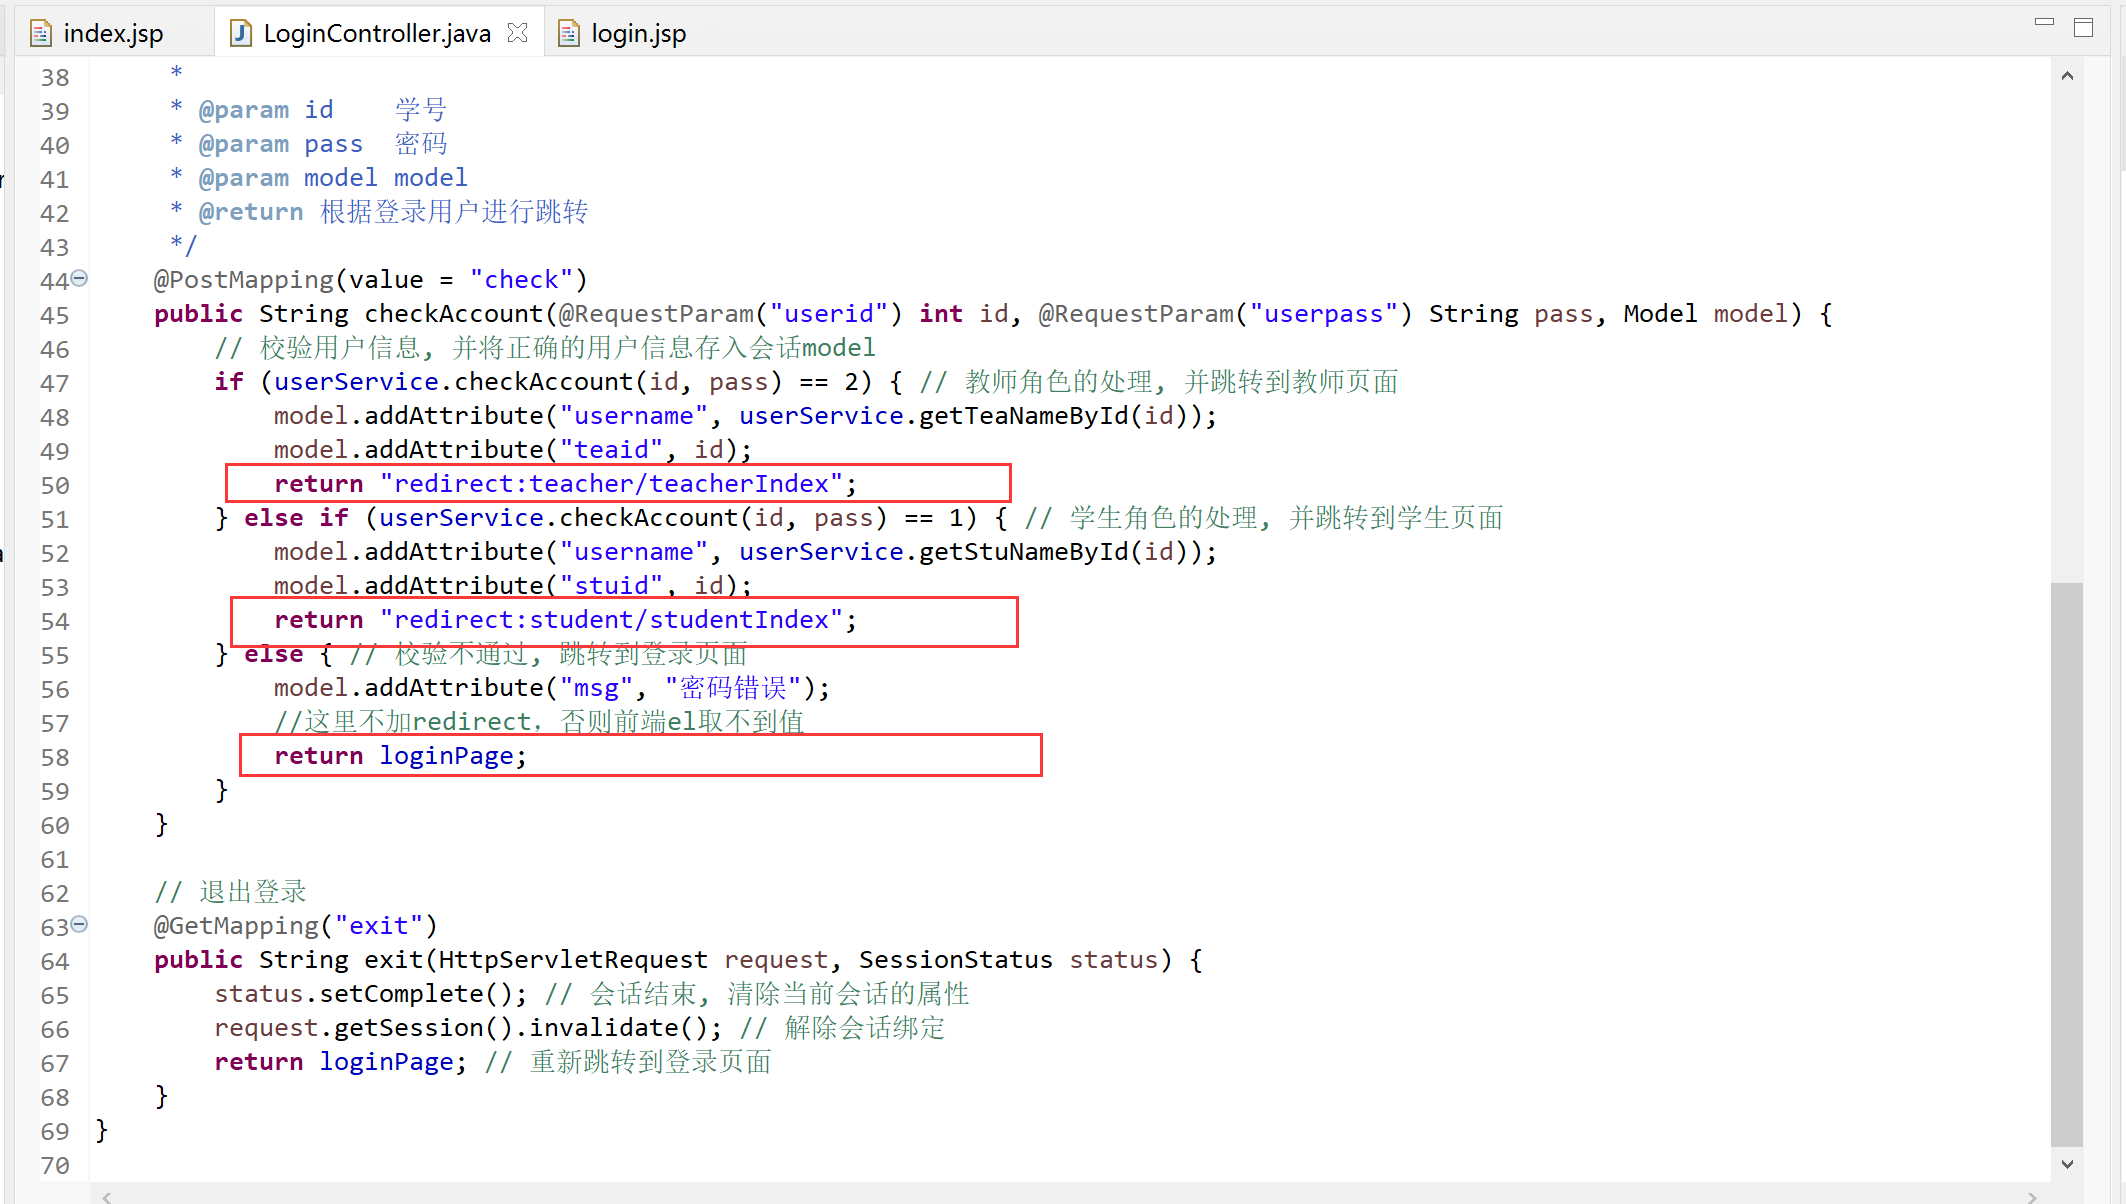 index.jsp LoginController.java login.jsp
38 *
39 * @param id 学号
40 * @param pass 密码
41 * @param model model
42 * @return 根据登录用户进行跳转
43 */
44 @PostMapping(value = "check")
45 public String checkAccount(@RequestParam("userid") int id, @RequestParam("userpass") String pass, Model model) {
46 // 校验用户信息, 并将正确的用户信息存入会话model
47 if (userService.checkAccount(id, pass) == 2) { // 教师角色的处理, 并跳转到教师页面
48 model.addAttribute("username", userService.getTeaNameById(id));
49 model.addAttribute("teaid", id);
50 return "redirect:teacher/teacherIndex";
51 } else if (userService.checkAccount(id, pass) == 1) { // 学生角色的处理, 并跳转到学生页面
52 model.addAttribute("username", userService.getStuNameById(id));
53 model.addAttribute("stuid", id);
54 return "redirect:student/studentIndex";
55 } else { // 校验不通过, 跳转到登录页面
56 model.addAttribute("msg", "密码错误");
57 //这里不加redirect，否则前端el取不到值
58 return loginPage;
59 }
60 }
61
62 // 退出登录
63 @GetMapping("exit")
64 public String exit(HttpServletRequest request, SessionStatus status) {
65 status.setComplete(); // 会话结束, 清除当前会话的属性
66 request.getSession().invalidate(); // 解除会话绑定
67 return loginPage; // 重新跳转到登录页面
68 }
69 }
70